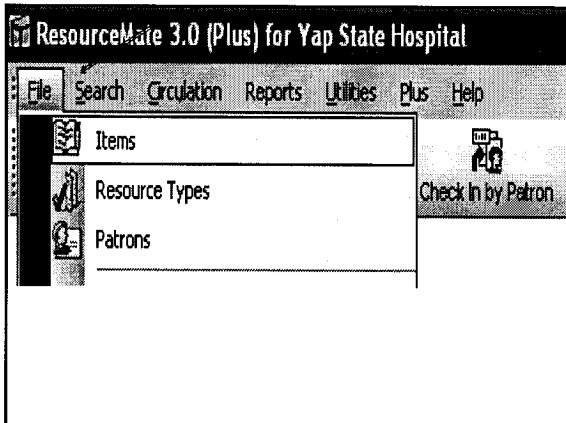 ResourceMate 3.0 (Plus) for Yap State Hospital
File Search Circulation Reports Utilities Plus Help
Items
Resource Types
Patrons
Check In by Patron